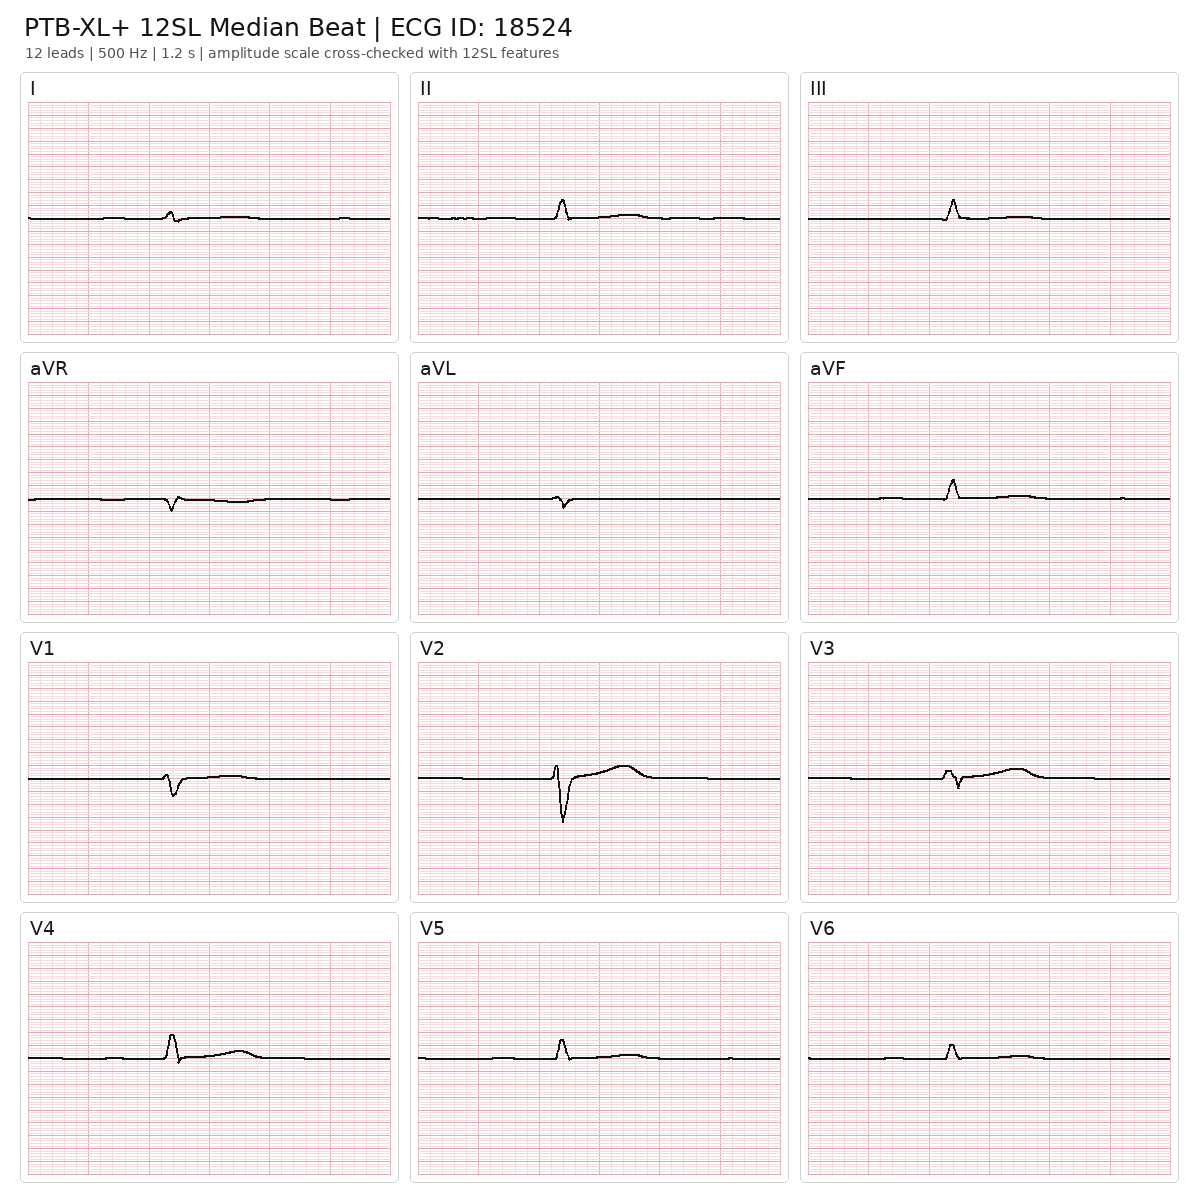 PTB-XL+ 12SL Median Beat | ECG ID: 18524
12 leads | 500 Hz | 1.2 s | amplitude scale cross-checked with 12SL features
I
II
III
aVR
aVL
aVF
V1
V2
V3
V4
V5
V6